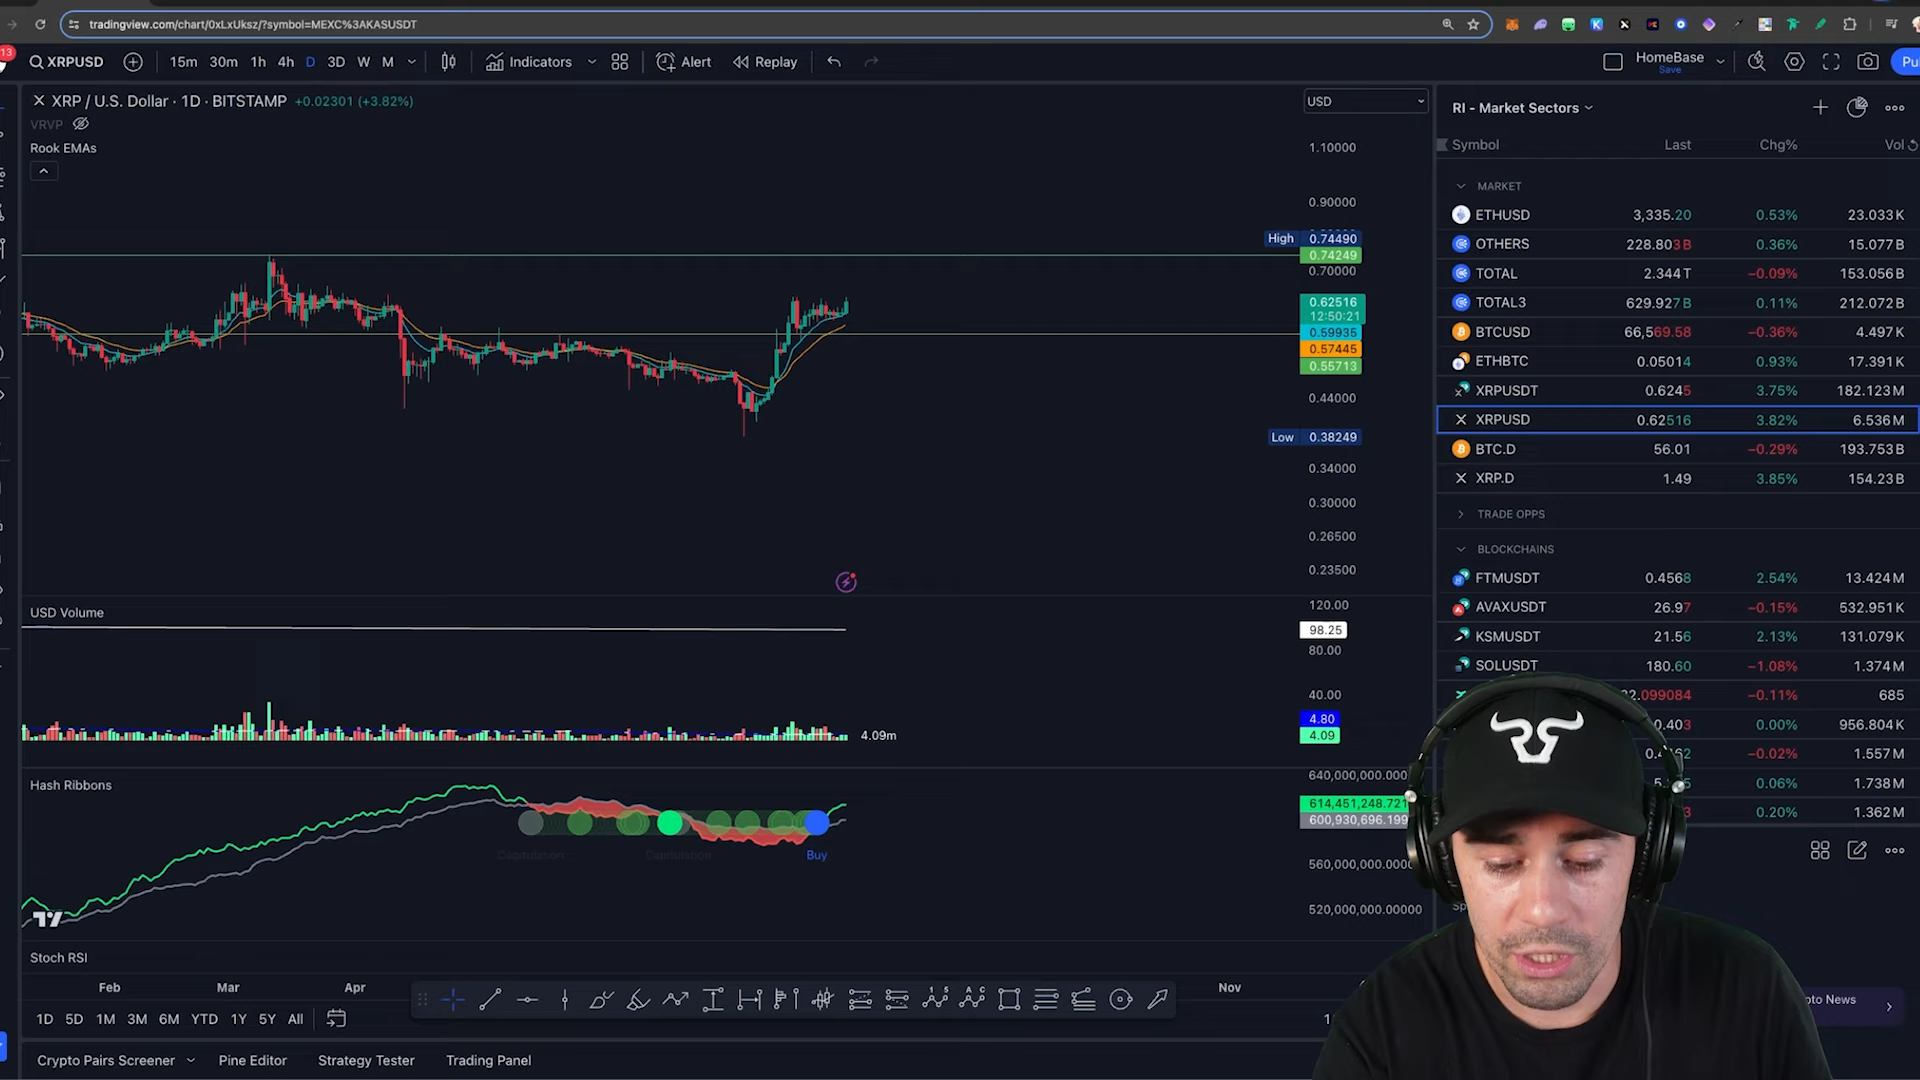 tradingview.com/chart/0xLxUksz/?symbol=MEXC%3AKASUSDT
13
XRPUSD 15m 30m 1h 4h D 3D W M Indicators Alert Replay HomeBase
Save
XRP / U.S. Dollar · 1D · BITSTAMP +0.02301 (+3.82%)
VRVP
Rook EMAs
USD
1.10000
0.90000
High 0.74490
0.74249
0.70000
0.62516
12:50:21
0.59935
0.57445
0.55713
0.44000
Low 0.38249
0.34000
0.30000
0.26500
0.23500
USD Volume
120.00
98.25
80.00
40.00
4.80
4.09
4.09m
Hash Ribbons
640,000,000.000
614,451,248.721
600,930,696.199
560,000,000.000
520,000,000.00000
Capitulation Capitulation Buy
Stoch RSI
Feb Mar Apr Nov
1D 5D 1M 3M 6M YTD 1Y 5Y All
Crypto Pairs Screener Pine Editor Strategy Tester Trading Panel
RI - Market Sectors
Symbol Last Chg% Vol
MARKET
ETHUSD 3,335.20 0.53% 23.033K
OTHERS 228.803B 0.36% 15.077B
TOTAL 2.344T −0.09% 153.056B
TOTAL3 629.927B 0.11% 212.072B
BTCUSD 66,569.58 −0.36% 4.497K
ETHBTC 0.05014 0.93% 17.391K
XRPUSDT 0.6245 3.75% 182.123M
XRPUSD 0.62516 3.82% 6.536M
BTC.D 56.01 −0.29% 193.753B
XRP.D 1.49 3.85% 154.23B
TRADE OPPS
BLOCKCHAINS
FTMUSDT 0.4568 2.54% 13.424M
AVAXUSDT 26.97 −0.15% 532.951K
KSMUSDT 21.56 2.13% 131.079K
SOLUSDT 180.60 −1.08% 1.374M
−0.11% 685
0.00% 956.804K
−0.02% 1.557M
0.06% 1.738M
0.20% 1.362M
News